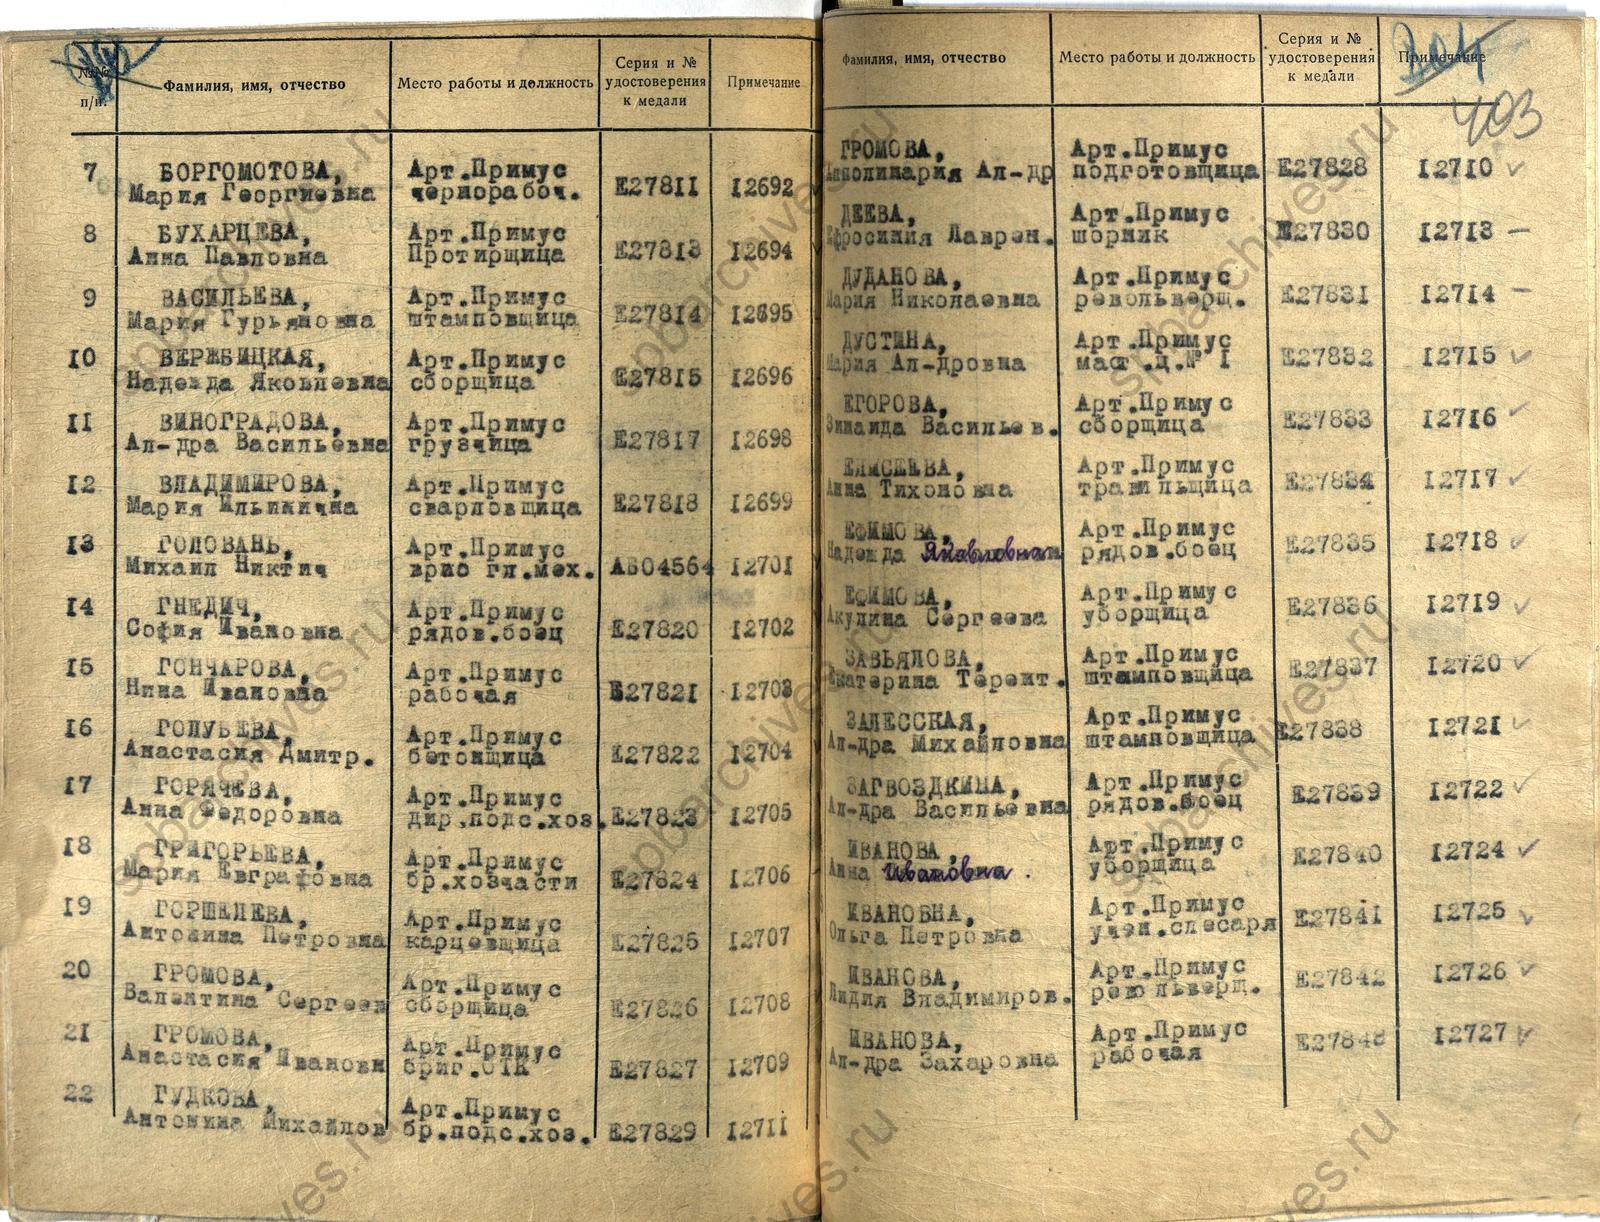 №№ п/п.
Фамилия, имя, отчество
Место работы и должность
Серия и № удостоверения к медали
Примечание
7 БОРГОМОТОВА, Арт.Примус
Мария Георгиевна чернорабоч. Е27811 12692
8 БУХАРЦЕВА, Арт.Примус
Анна Павловна Протирщица Е27813 12694
9 ВАСИЛЬЕВА, Арт.Примус
Мария Гурьяновна штамповщица Е27814 12695
10 ВЕРЖБИЦКАЯ, Арт.Примус
Надежда Яковлевна сборщица Е27815 12696
11 ВИНОГРАДОВА, Арт.Примус
Ал-дра Васильевна грузчица Е27817 12698
12 ВЛАДИМИРОВА, Арт.Примус
Мария Ильинична сварловщица Е27818 12699
13 ГОЛОВАНЬ, Арт.Примус
Михаил Никтич врио гл.мех. АБ04564 12701
14 ГНЕДИЧ, Арт.Примус
София Ивановна рядов.боец Е27820 12702
15 ГОНЧАРОВА, Арт.Примус
Нина Ивановна рабочая Е27821 12703
16 ГОЛУБЕВА, Арт.Примус
Анастасия Дмитр. бетонщица Е27822 12704
17 ГОРЯЧЕВА, Арт.Примус
Анна Федоровна дир.подс.хоз. Е27823 12705
18 ГРИГОРЬЕВА, Арт.Примус
Мария Евграфовна бр.хозчасти Е27824 12706
19 ГОРШЕЛЕВА, Арт.Примус
Антонина Петровна карцевщица Е27825 12707
20 ГРОМОВА, Арт.Примус
Валентина Сергеев сборщица Е27826 12708
21 ГРОМОВА, Арт.Примус
Анастасия Ивановн бриг.ОТК Е27827 12709
22 ГУДКОВА, Арт.Примус
Антонина Михайлов бр.подс.хоз. Е27829 12711
Фамилия, имя, отчество
Место работы и должность
Серия и № удостоверения к медали
Примечание
403
ГРОМОВА, Арт.Примус
Апполинария Ал-др подготовщица Е27828 12710
ДЕЕВА, Арт.Примус
Ефросиния Лаврен. шорник Е27830 12713
ДУДАНОВА, Арт.Примус
Мария Николаевна револьверщ. Е27831 12714
ДУСТИНА, Арт.Примус
Мария Ал-дровна маст.ц.№ 1 Е27832 12715
ЕГОРОВА, Арт.Примус
Зинаида Васильев. сборщица Е27833 12716
ЕЛИСЕЕВА, Арт.Примус
Анна Тихоновна травильщица Е27834 12717
ЕФИМОВА, Арт.Примус
Надежда Яковловна рядов.боец Е27835 12718
ЕФИМОВА, Арт.Примус
Акулина Сергеева уборщица Е27836 12719
ЗАВЬЯЛОВА, Арт.Примус
Екатерина Терент. штамповщица Е27837 12720
ЗАЛЕССКАЯ, Арт.Примус
Ал-дра Михайловна штамповщица Е27838 12721
ЗАГВОЗДКИНА, Арт.Примус
Ал-дра Васильевна рядов.боец Е27839 12722
ИВАНОВА, Арт.Примус
Анна Ивановна. уборщица Е27840 12724
ИВАНОВНА, Арт.Примус
Ольга Петровна учен.слесаря Е27841 12725
ИВАНОВА, Арт.Примус
Лидия Владимиров. револьверщ. Е27842 12726
ИВАНОВА, Арт.Примус
Ал-дра Захаровна рабочая Е27843 12727
spbarchives.ru